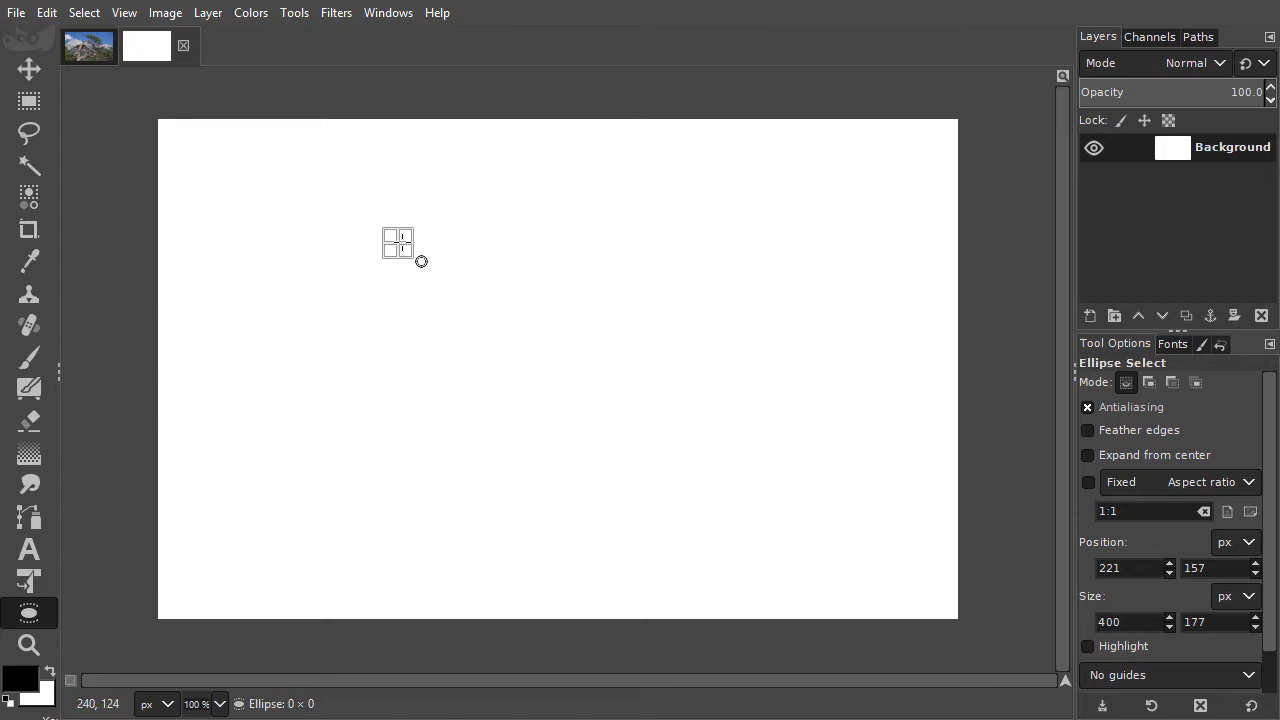 File Edit Select View Image Layer Colors Tools Filters Windows Help
Layers Channels Paths
Mode Normal
Opacity 100.0
Lock:
Background
Tool Options Fonts
Ellipse Select
Mode:
Antialiasing
Feather edges
Expand from center
Fixed Aspect ratio
1:1
Position: px
221 157
Size: px
400 177
Highlight
No guides
240, 124 px 100 % Ellipse: 0 × 0